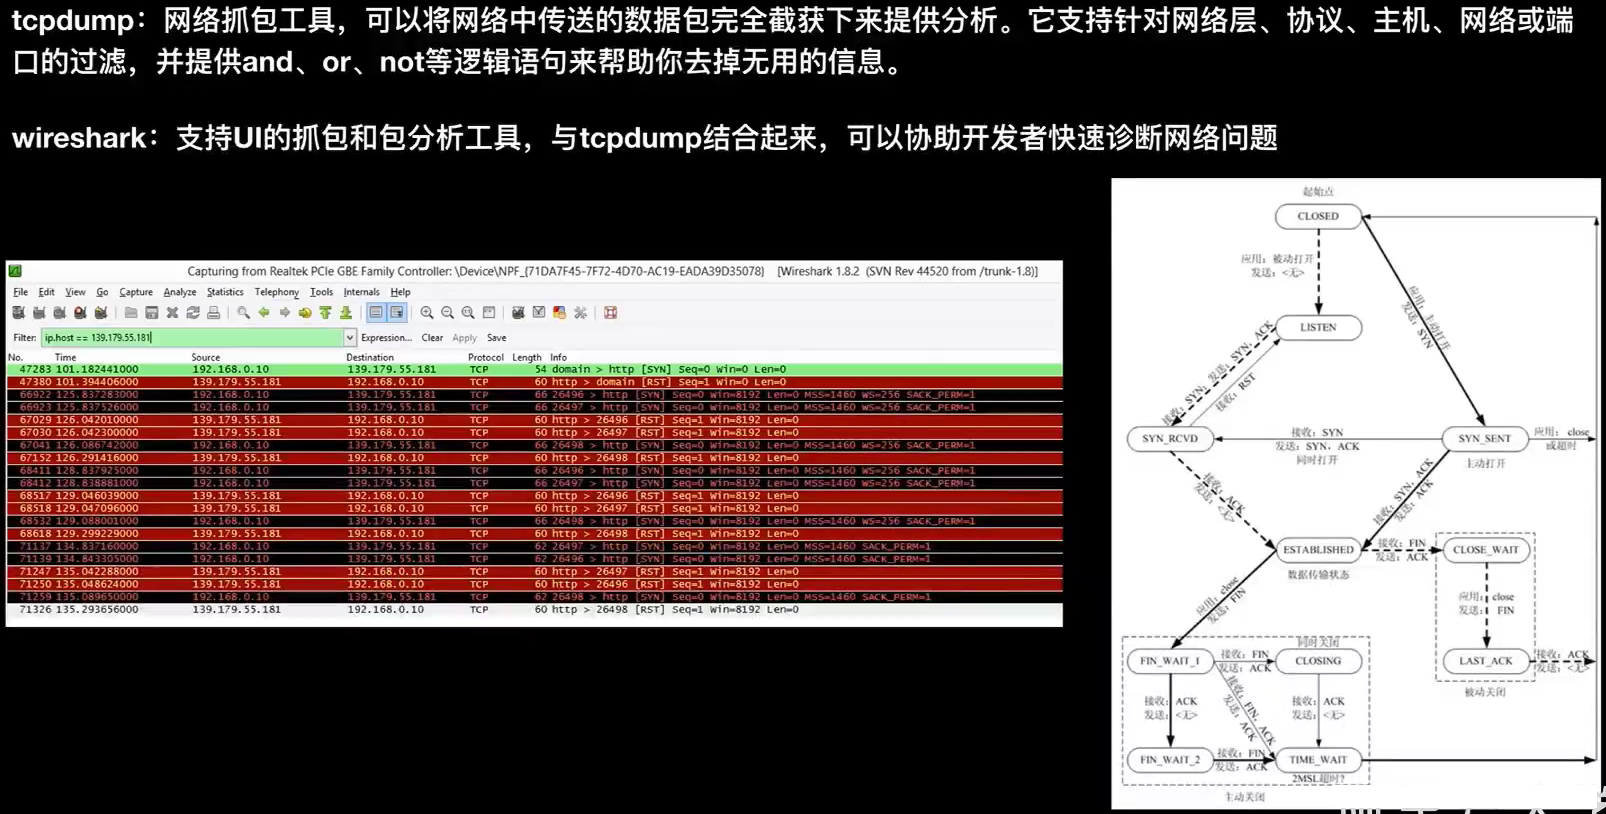 tcpdump：网络抓包工具，可以将网络中传送的数据包完全截获下来提供分析。它支持针对网络层、协议、主机、网络或端
口的过滤，并提供and、or、not等逻辑语句来帮助你去掉无用的信息。
wireshark：支持UI的抓包和包分析工具，与tcpdump结合起来，可以协助开发者快速诊断网络问题
Capturing from Realtek PCIe GBE Family Controller: \Device\NPF_{71DA7F45-7F72-4D70-AC19-EADA39D35078} [Wireshark 1.8.2 (SVN Rev 44520 from /trunk-1.8)]
File Edit View Go Capture Analyze Statistics Telephony Tools Internals Help
Filter: ip.host == 139.179.55.181 Expression... Clear Apply Save
No. Time Source Destination Protocol Length Info
47283 101.182441000 192.168.0.10 139.179.55.181 TCP 54 domain > http [SYN] Seq=0 Win=0 Len=0
47380 101.394406000 139.179.55.181 192.168.0.10 TCP 60 http > domain [RST] Seq=1 Win=0 Len=0
66922 125.837283000 192.168.0.10 139.179.55.181 TCP 66 26496 > http [SYN] Seq=0 Win=8192 Len=0 MSS=1460 WS=256 SACK_PERM=1
66923 125.837526000 192.168.0.10 139.179.55.181 TCP 66 26497 > http [SYN] Seq=0 Win=8192 Len=0 MSS=1460 WS=256 SACK_PERM=1
67029 126.042010000 139.179.55.181 192.168.0.10 TCP 60 http > 26496 [RST] Seq=1 Win=8192 Len=0
67030 126.042300000 139.179.55.181 192.168.0.10 TCP 60 http > 26497 [RST] Seq=1 Win=8192 Len=0
67041 126.086742000 192.168.0.10 139.179.55.181 TCP 66 26498 > http [SYN] Seq=0 Win=8192 Len=0 MSS=1460 WS=256 SACK_PERM=1
67152 126.291416000 139.179.55.181 192.168.0.10 TCP 60 http > 26498 [RST] Seq=1 Win=8192 Len=0
68411 128.837925000 192.168.0.10 139.179.55.181 TCP 66 26496 > http [SYN] Seq=0 Win=8192 Len=0 MSS=1460 WS=256 SACK_PERM=1
68412 128.838881000 192.168.0.10 139.179.55.181 TCP 66 26497 > http [SYN] Seq=0 Win=8192 Len=0 MSS=1460 WS=256 SACK_PERM=1
68517 129.046039000 139.179.55.181 192.168.0.10 TCP 60 http > 26496 [RST] Seq=1 Win=8192 Len=0
68518 129.047096000 139.179.55.181 192.168.0.10 TCP 60 http > 26497 [RST] Seq=1 Win=8192 Len=0
68532 129.088001000 192.168.0.10 139.179.55.181 TCP 66 26498 > http [SYN] Seq=0 Win=8192 Len=0 MSS=1460 WS=256 SACK_PERM=1
68618 129.299229000 139.179.55.181 192.168.0.10 TCP 60 http > 26498 [RST] Seq=1 Win=8192 Len=0
71137 134.837160000 192.168.0.10 139.179.55.181 TCP 62 26497 > http [SYN] Seq=0 Win=8192 Len=0 MSS=1460 SACK_PERM=1
71139 134.843305000 192.168.0.10 139.179.55.181 TCP 62 26496 > http [SYN] Seq=0 Win=8192 Len=0 MSS=1460 SACK_PERM=1
71247 135.042288000 139.179.55.181 192.168.0.10 TCP 60 http > 26497 [RST] Seq=1 Win=8192 Len=0
71250 135.048624000 139.179.55.181 192.168.0.10 TCP 60 http > 26496 [RST] Seq=1 Win=8192 Len=0
71259 135.089650000 192.168.0.10 139.179.55.181 TCP 62 26498 > http [SYN] Seq=0 Win=8192 Len=0 MSS=1460 SACK_PERM=1
71326 135.293656000 139.179.55.181 192.168.0.10 TCP 60 http > 26498 [RST] Seq=1 Win=8192 Len=0
起始点
CLOSED
应用：被动打开
发送：<无>
应用：主动打开
发送：SYN
LISTEN
接收：SYN；发送：SYN，ACK
接收：RST
SYN_RCVD
接收：SYN
发送：SYN，ACK
同时打开
SYN_SENT
主动打开
应用：close
或超时
接收：ACK
发送：<无>
接收：SYN，ACK
发送：ACK
ESTABLISHED
数据传输状态
接收：FIN
发送：ACK
CLOSE_WAIT
应用：close
发送：FIN
应用：close
发送：FIN
LAST_ACK
接收：ACK
发送：<无>
被动关闭
同时关闭
FIN_WAIT_1
接收：FIN
发送：ACK
CLOSING
接收：ACK
发送：<无>
接收：FIN，ACK
发送：ACK
接收：ACK
发送：<无>
FIN_WAIT_2
接收：FIN
发送：ACK
TIME_WAIT
2MSL超时?
主动关闭